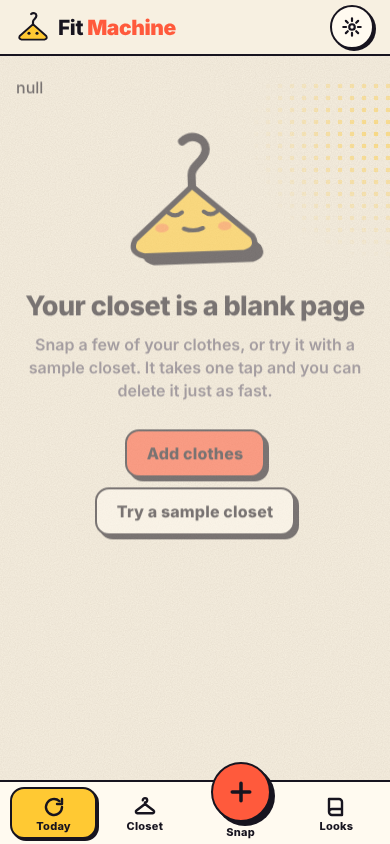 Fit Machine
null
Your closet is a blank page
Snap a few of your clothes, or try it with a
sample closet. It takes one tap and you can
delete it just as fast.
Add clothes
Try a sample closet
Today
Closet
Snap
Looks